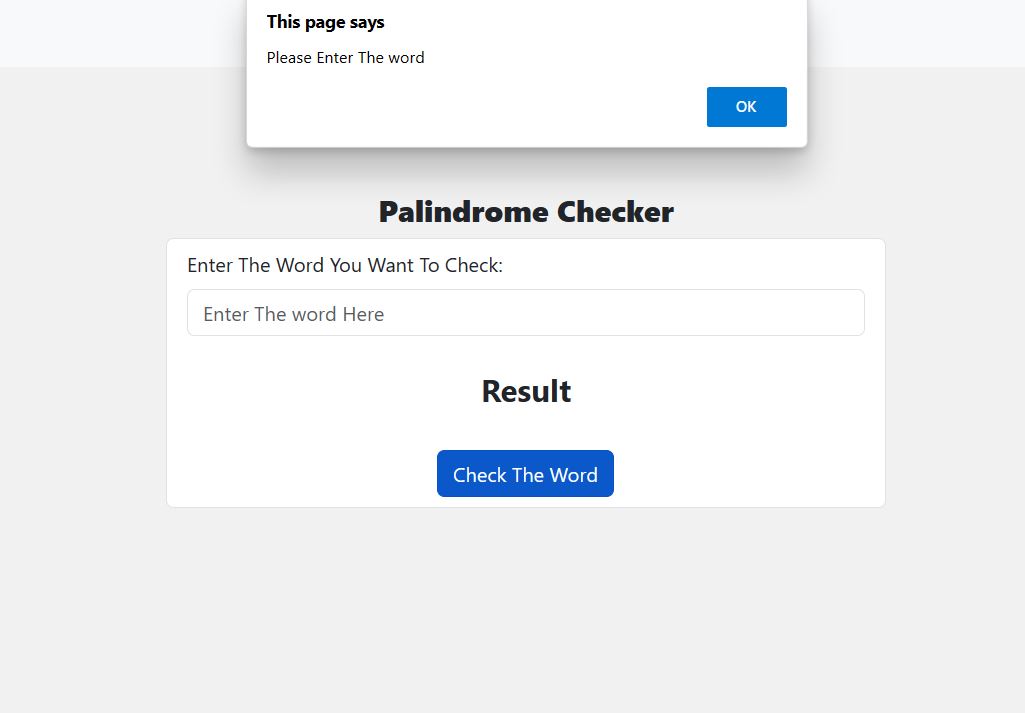 This page says
Please Enter The word
OK
Palindrome Checker
Enter The Word You Want To Check:
Enter The word Here
Result
Check The Word